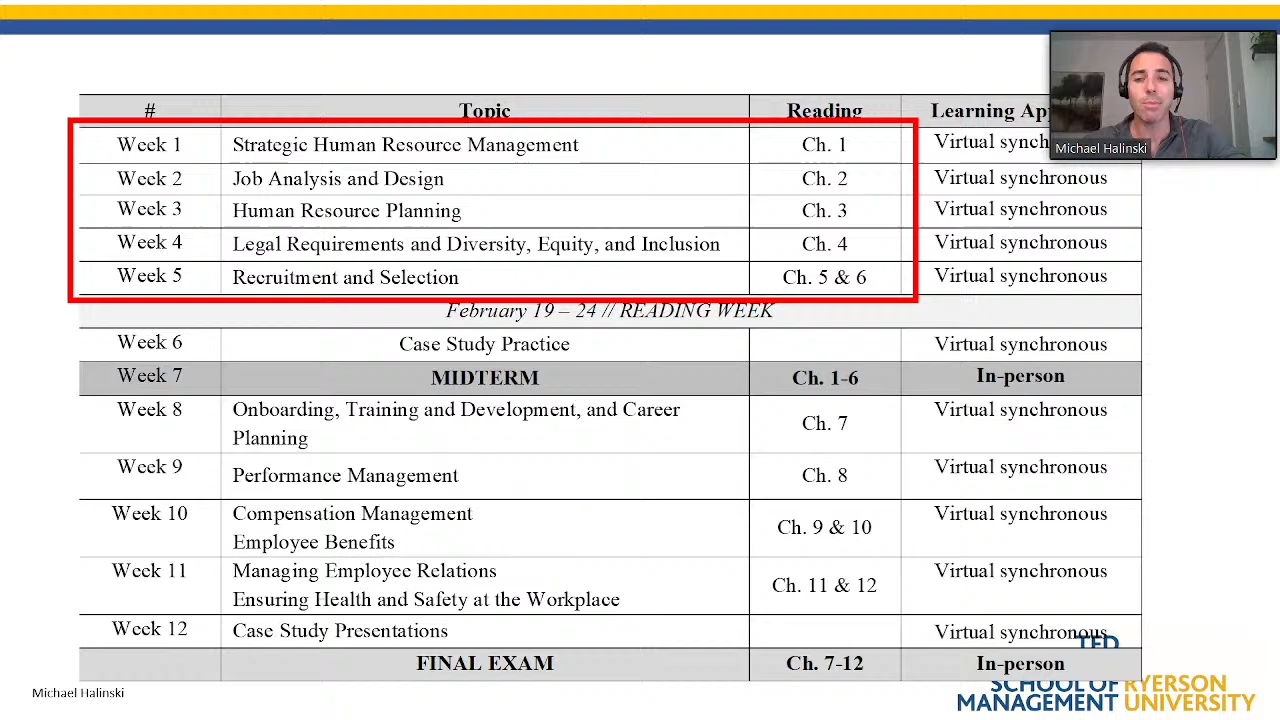 # Topic Reading Learning App
Week 1 Strategic Human Resource Management Ch. 1 Virtual synch
Michael Halinski
Week 2 Job Analysis and Design Ch. 2 Virtual synchronous
Week 3 Human Resource Planning Ch. 3 Virtual synchronous
Week 4 Legal Requirements and Diversity, Equity, and Inclusion Ch. 4 Virtual synchronous
Week 5 Recruitment and Selection Ch. 5 & 6 Virtual synchronous
February 19 – 24 // READING WEEK
Week 6 Case Study Practice Virtual synchronous
Week 7 MIDTERM Ch. 1-6 In-person
Week 8 Onboarding, Training and Development, and Career Ch. 7 Virtual synchronous
Planning
Week 9 Performance Management Ch. 8 Virtual synchronous
Week 10 Compensation Management Ch. 9 & 10 Virtual synchronous
Employee Benefits
Week 11 Managing Employee Relations Ch. 11 & 12 Virtual synchronous
Ensuring Health and Safety at the Workplace
Week 12 Case Study Presentations Virtual synchronous
FINAL EXAM Ch. 7-12 In-person
TED
SCHOOL OF RYERSON
MANAGEMENT UNIVERSITY
Michael Halinski